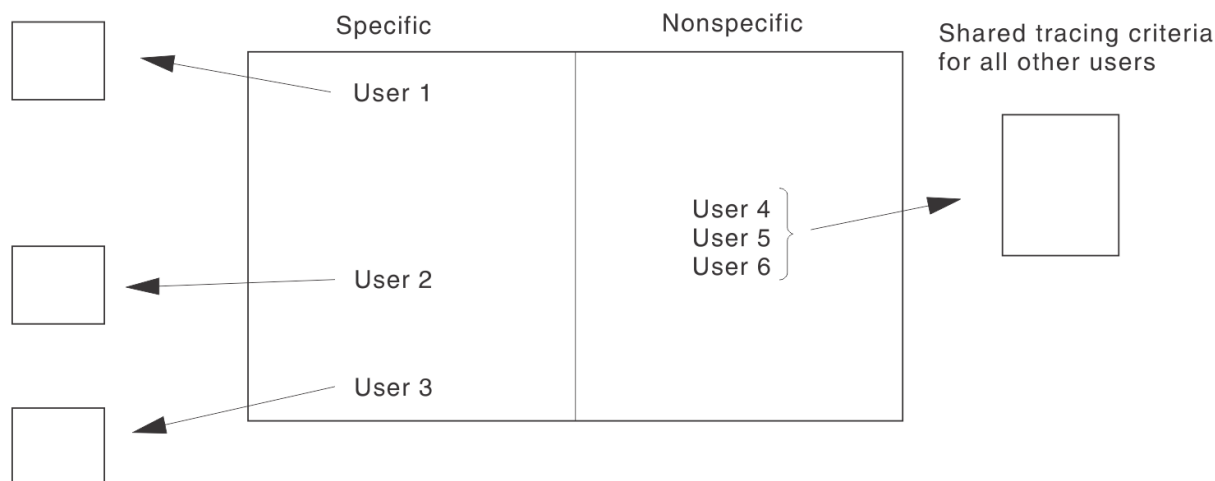 Specific
Nonspecific
Shared tracing criteria
for all other users
User 1
User 4
User 5
User 6
User 2
User 3